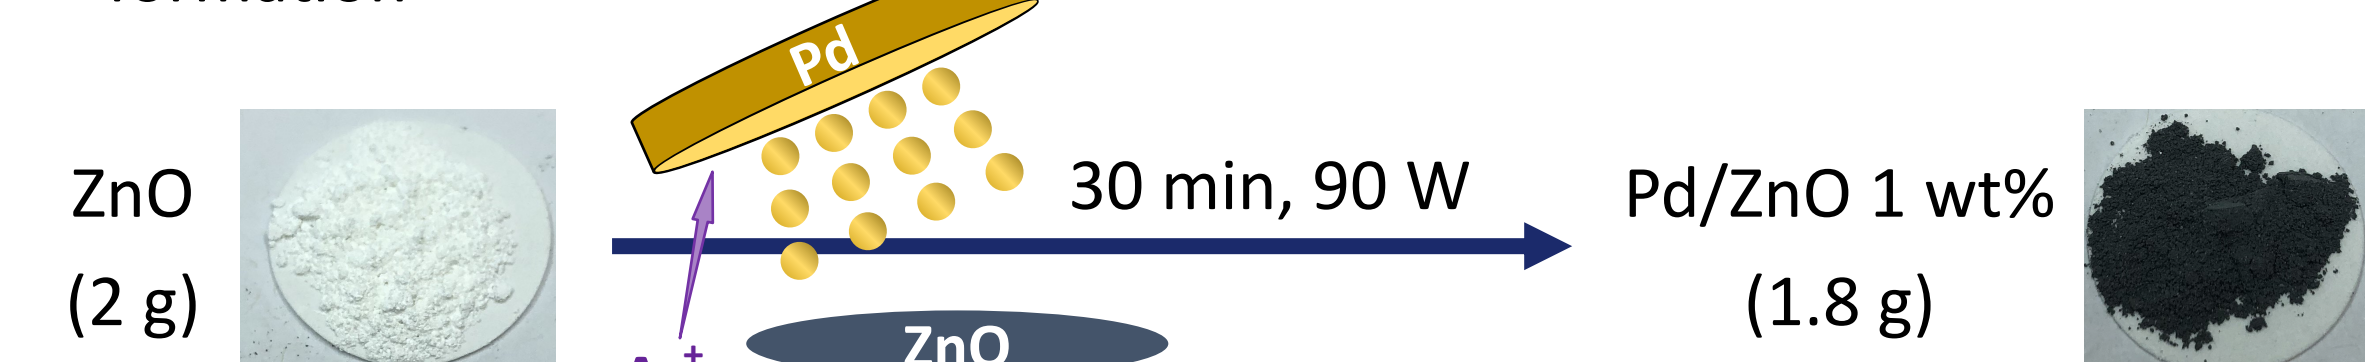 Pd
ZnO
(2 g)
30 min, 90 W
Pd/ZnO 1 wt%
(1.8 g)
ZnO